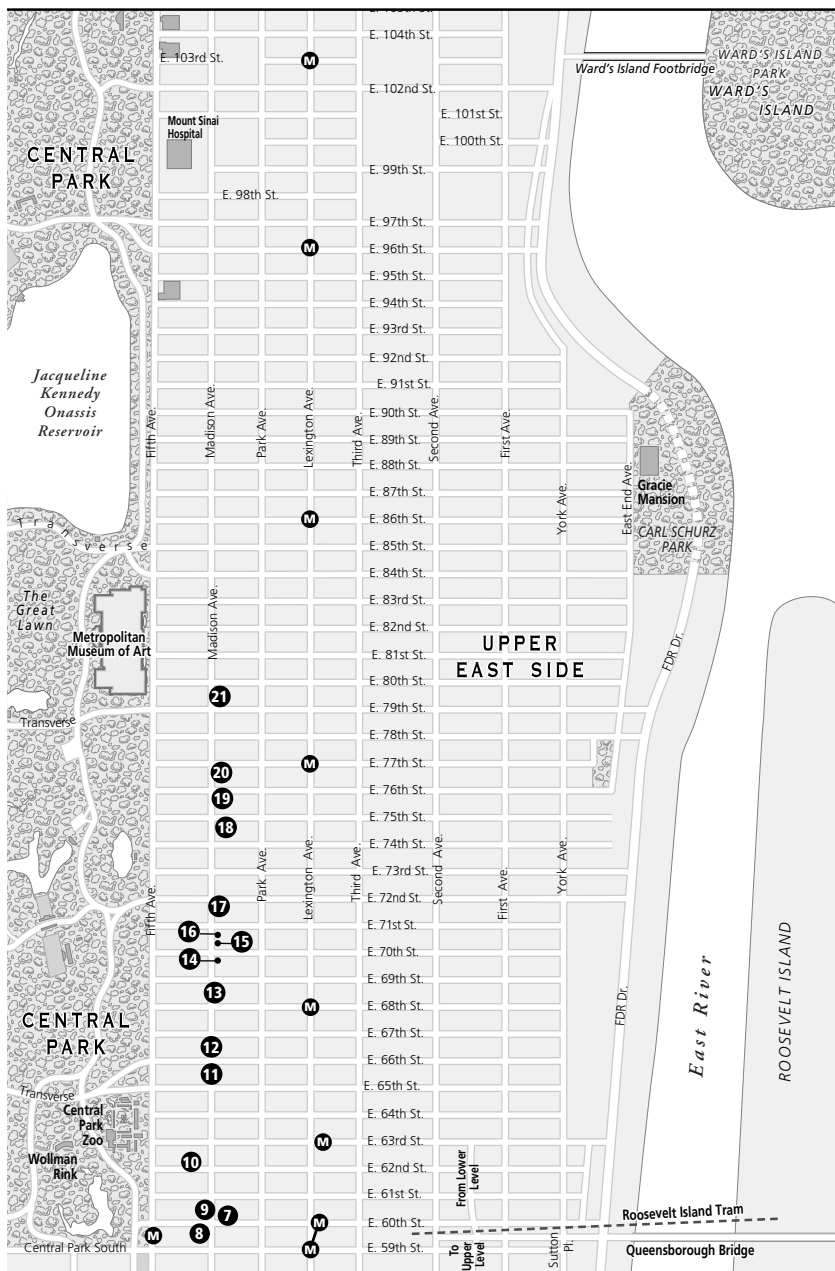 E. 104th St.
E. 103rd St.
M
Ward's Island Footbridge
WARD'S ISLAND
PARK
WARD'S
ISLAND
E. 102nd St.
E. 101st St.
Mount Sinai
Hospital
E. 100th St.
CENTRAL
PARK
E. 99th St.
E. 98th St.
E. 97th St.
M
E. 96th St.
E. 95th St.
E. 94th St.
E. 93rd St.
E. 92nd St.
Jacqueline
Kennedy
Onassis
Reservoir
E. 91st St.
E. 90th St.
Fifth Ave.
Madison Ave.
Park Ave.
Lexington Ave.
Third Ave.
Second Ave.
First Ave.
E. 89th St.
E. 88th St.
York Ave.
East End Ave.
Gracie
Mansion
E. 87th St.
M
E. 86th St.
CARL SCHURZ
PARK
Transverse
E. 85th St.
E. 84th St.
The
Great
Lawn
Madison Ave.
E. 83rd St.
E. 82nd St.
Metropolitan
Museum of Art
UPPER
EAST SIDE
E. 81st St.
FDR Dr.
E. 80th St.
21
E. 79th St.
Transverse
E. 78th St.
M
E. 77th St.
20
E. 76th St.
19
E. 75th St.
18
E. 74th St.
Fifth Ave.
Park Ave.
Lexington Ave.
Third Ave.
Second Ave.
First Ave.
York Ave.
E. 73rd St.
E. 72nd St.
17
E. 71st St.
16
15
E. 70th St.
14
E. 69th St.
13
M
E. 68th St.
FDR Dr.
East River
ROOSEVELT ISLAND
CENTRAL
PARK
E. 67th St.
12
E. 66th St.
11
E. 65th St.
Transverse
E. 64th St.
Central
Park
Zoo
M
E. 63rd St.
Wollman
Rink
10
E. 62nd St.
From Lower
Level
E. 61st St.
9
7
Roosevelt Island Tram
M
E. 60th St.
8
M
Central Park South
M
E. 59th St.
To
Upper
Level
Sutton
Pl.
Queensborough Bridge